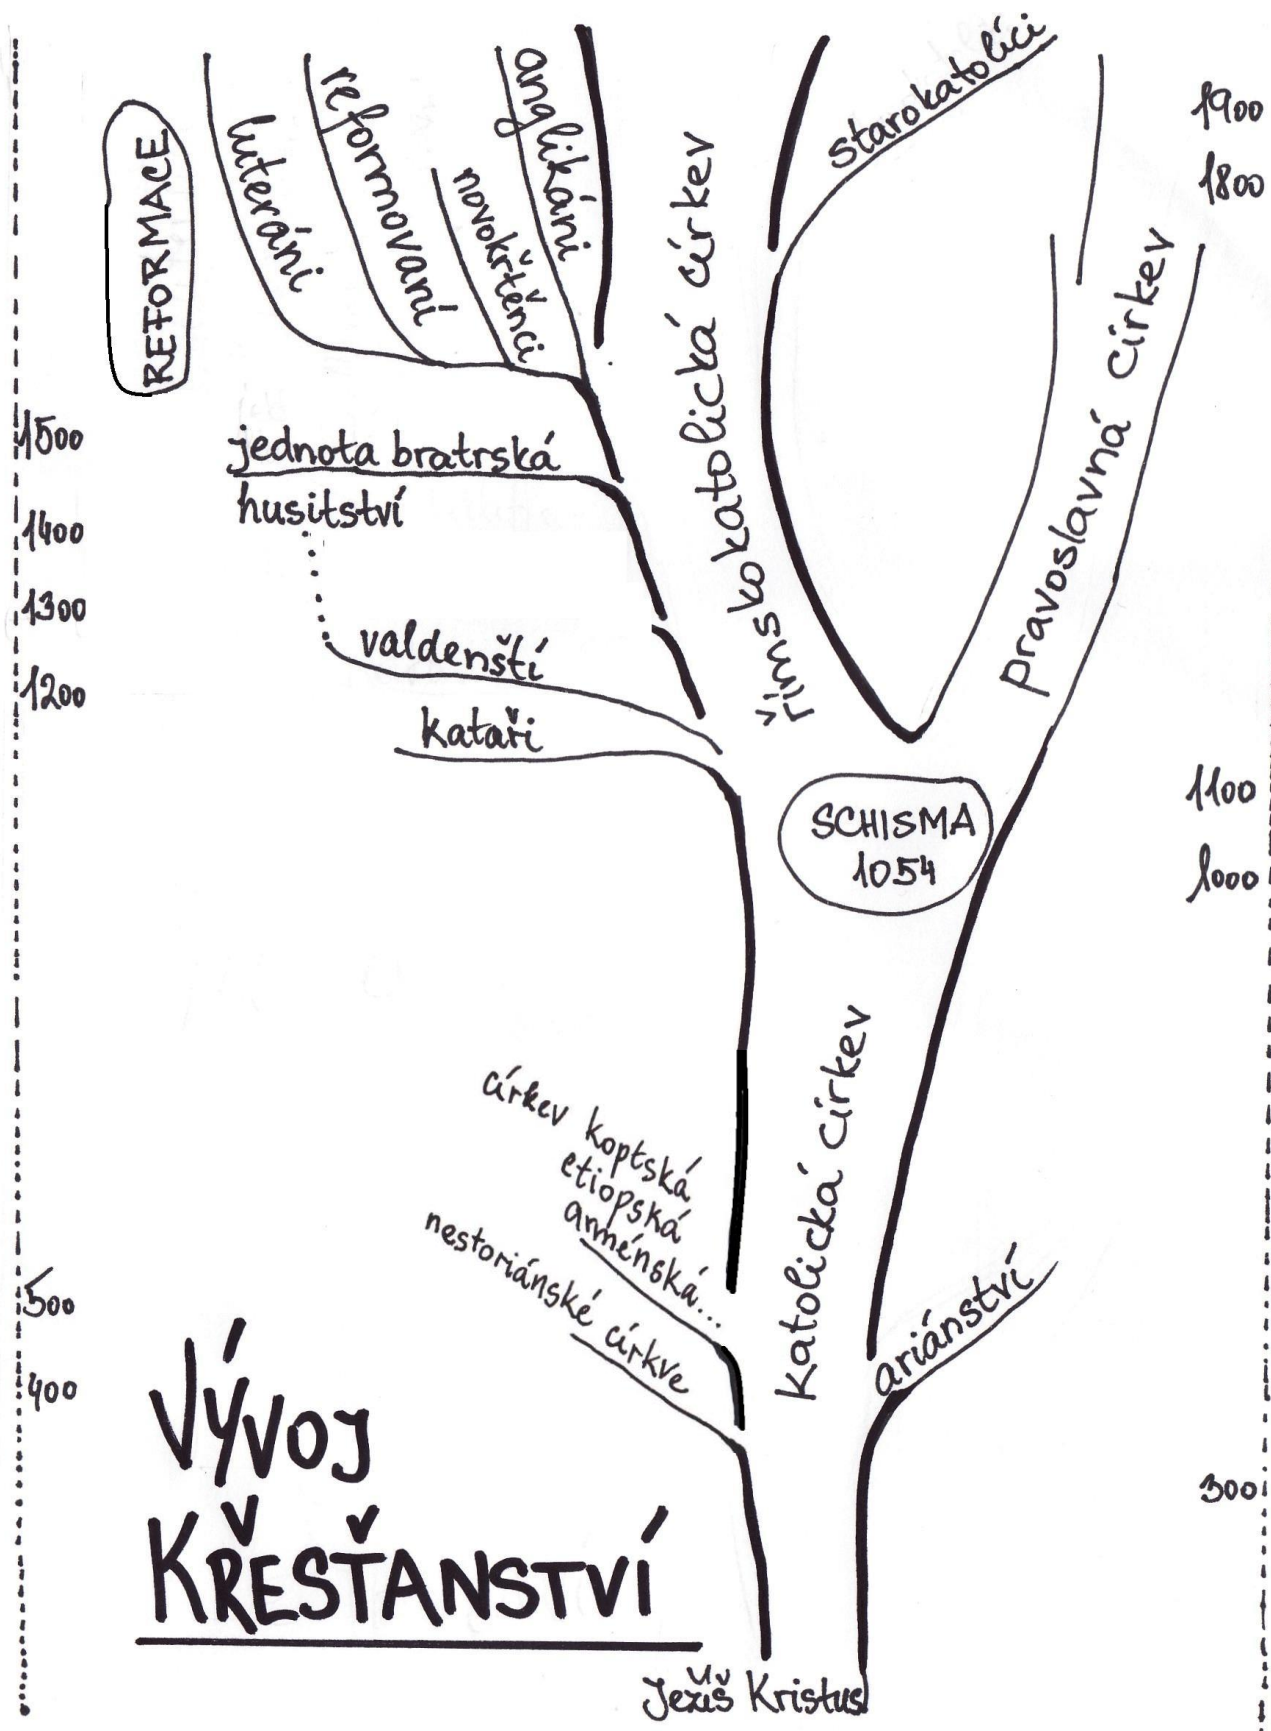 starokatolíci
anglikáni
reformovaní
luteráni
novokřtěnci
REFORMACE
1900
1800
římskokatolická církev
pravoslavná církev
1500
jednota bratrská
husitství
1400
1300
valdenští
1200
kataři
1100
SCHISMA
1054
1000
katolická církev
církev koptská
etiopská
arménská...
nestoriánské církve
ariánství
500
400
300
VÝVOJ
KŘESŤANSTVÍ
Ježíš Kristus